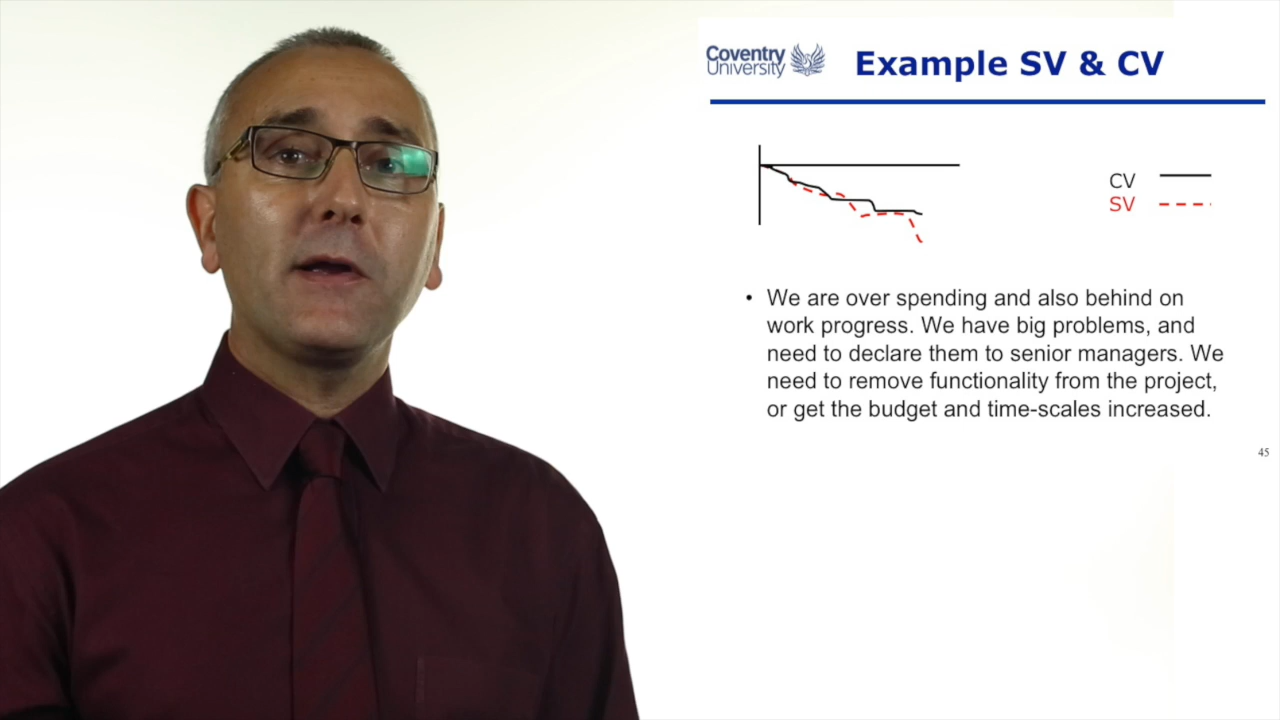 Coventry
University
Example SV & CV
CV
SV
• We are over spending and also behind on
work progress. We have big problems, and
need to declare them to senior managers. We
need to remove functionality from the project,
or get the budget and time-scales increased.
45